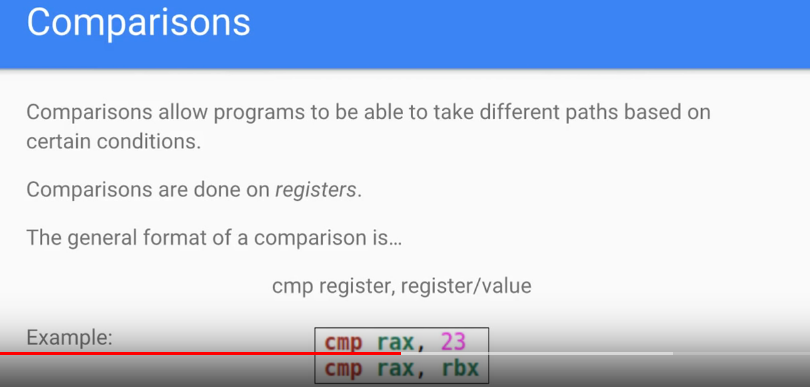 Comparisons
Comparisons allow programs to be able to take different paths based on
certain conditions.
Comparisons are done on registers.
The general format of a comparison is...
cmp register, register/value
Example:
cmp rax, 23
cmp rax, rbx